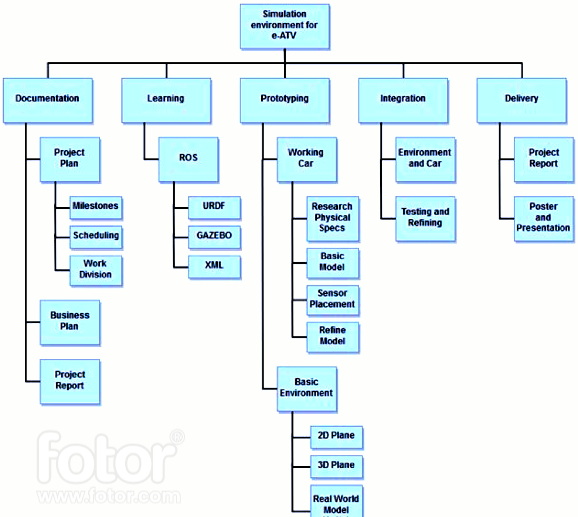 Simulation
environment for
e-ATV
Documentation
Learning
Prototyping
Integration
Delivery
Project
Plan
Milestones
Scheduling
Work
Division
Business
Plan
Project
Report
ROS
URDF
GAZEBO
XML
Working
Car
Research
Physical
Specs
Basic
Model
Sensor
Placement
Refine
Model
Basic
Environment
2D Plane
3D Plane
Real World
Model
Environment
and Car
Testing and
Refining
Project
Report
Poster
and
Presentation
fotor®
www.fotor.com